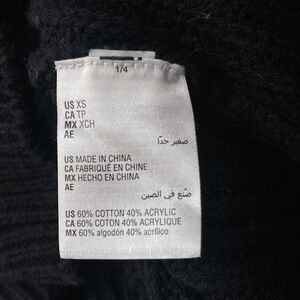 1/4
US XS
CA TP
MX XCH
AE
صغير جدًا
US MADE IN CHINA
CA FABRIQUÉ EN CHINE
MX HECHO EN CHINA
AE
صُنع في الصين
US 60% COTTON 40% ACRYLIC
CA 60% COTON 40% ACRYLIQUE
MX 60% algodón 40% acrílico